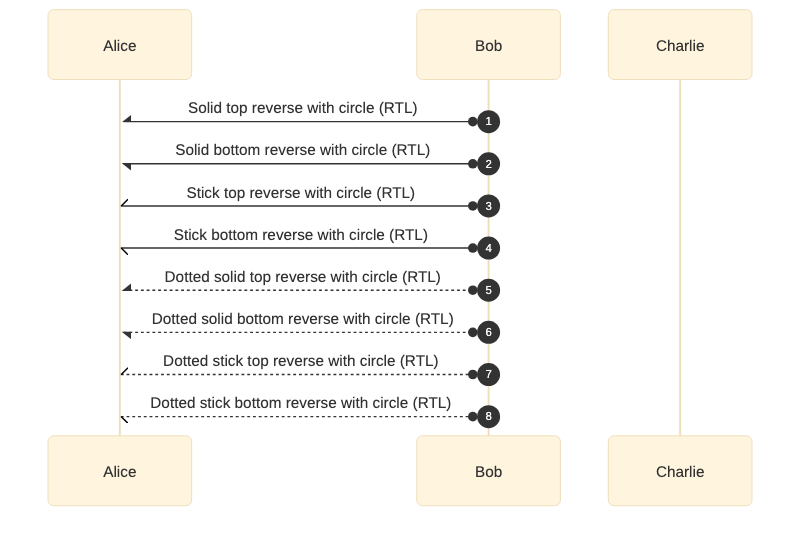 Alice
Bob
Charlie
Solid top reverse with circle (RTL)
1
Solid bottom reverse with circle (RTL)
2
Stick top reverse with circle (RTL)
3
Stick bottom reverse with circle (RTL)
4
Dotted solid top reverse with circle (RTL)
5
Dotted solid bottom reverse with circle (RTL)
6
Dotted stick top reverse with circle (RTL)
7
Dotted stick bottom reverse with circle (RTL)
8
Alice
Bob
Charlie